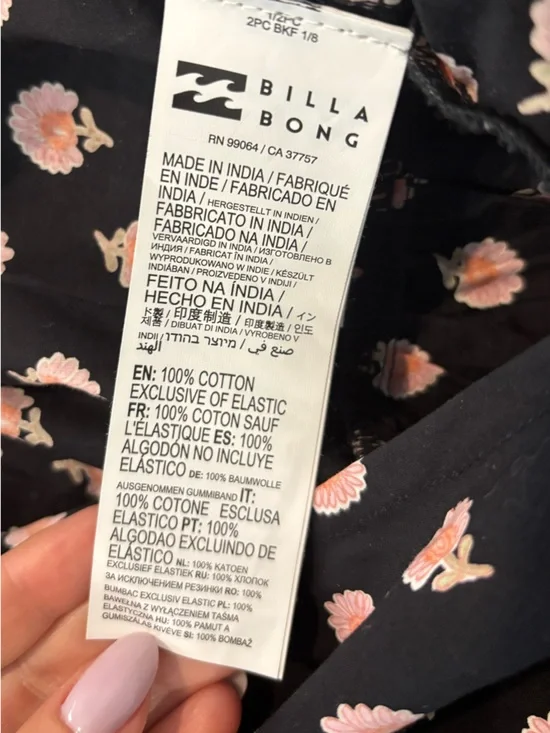 1/2PC
2PC BKF 1/8
BILLA
BONG
RN 99064 / CA 37757
MADE IN INDIA / FABRIQUÉ
EN INDE / FABRICADO EN
INDIA / HERGESTELLT IN INDIEN /
FABBRICATO IN INDIA /
FABRICADO NA INDIA /
VERVAARDIGD IN INDIA / ИЗГОТОВЛЕНО В
ИНДИЯ / FABRICAT ÎN INDIA /
WYPRODUKOWANO W INDIE / KÉSZÜLT
INDIÁBAN / PROIZVEDENO V INDIJI /
FEITO NA ÍNDIA /
HECHO EN INDIA / イン
ド製 / 印度制造 / 印度製造 / 인도
제품 / DIBUAT DI INDIA / VYROBENO V
INDII / מיוצר בהודו / صنع في
الهند
EN: 100% COTTON
EXCLUSIVE OF ELASTIC
FR: 100% COTON SAUF
L'ÉLASTIQUE ES: 100%
ALGODÓN NO INCLUYE
ELÁSTICO DE: 100% BAUMWOLLE
AUSGENOMMEN GUMMIBAND IT:
100% COTONE ESCLUSA
ELASTICO PT: 100%
ALGODAO EXCLUINDO DE
ELÁSTICO NL: 100% KATOEN
EXCLUSIEF ELASTIEK RU: 100% ХЛОПОК
ЗА ИСКЛЮЧЕНИЕМ РЕЗИНКИ RO: 100%
BUMBAC EXCLUSIV ELASTIC PL: 100%
BAWEŁNA Z WYŁĄCZENIEM TAŚMA
ELASTYCZNA HU: 100% PAMUT A
GUMISZALAG KIVÉVE SI: 100% BOMBAŽ